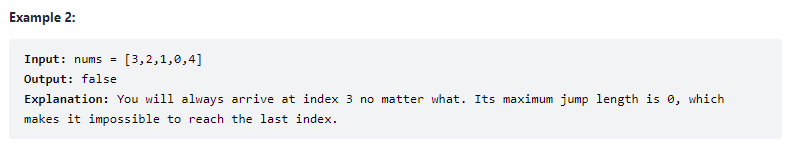 Example 2:
Input: nums = [3,2,1,0,4]
Output: false
Explanation: You will always arrive at index 3 no matter what. Its maximum jump length is 0, which
makes it impossible to reach the last index.